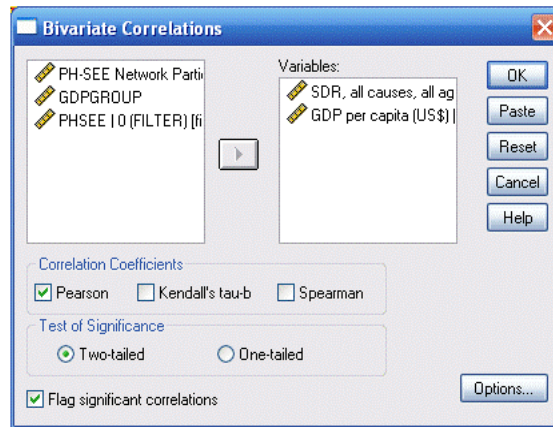 Bivariate Correlations
PH-SEE Network Parti
GDPGROUP
PHSEE | 0 (FILTER) [fi
Variables:
SDR, all causes, all ag
GDP per capita (US$) |
OK
Paste
Reset
Cancel
Help
Correlation Coefficients
Pearson Kendall's tau-b Spearman
Test of Significance
Two-tailed One-tailed
Flag significant correlations
Options...